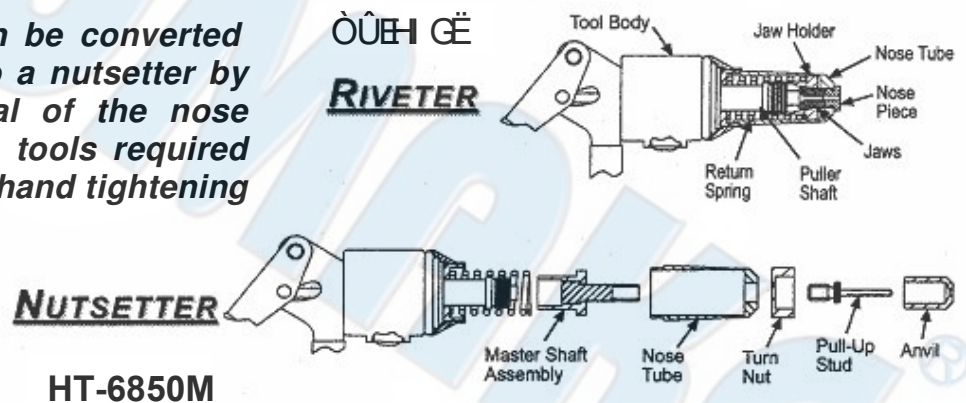 n be converted
o a nutsetter by
al of the nose
tools required
hand tightening
ÒÛEHI GË
RIVETER
Tool Body
Jaw Holder
Nose Tube
Nose
Piece
Jaws
Puller
Shaft
Return
Spring
NUTSETTER
Master Shaft
Assembly
Nose
Tube
Turn
Nut
Pull-Up
Stud
Anvil
HT-6850M